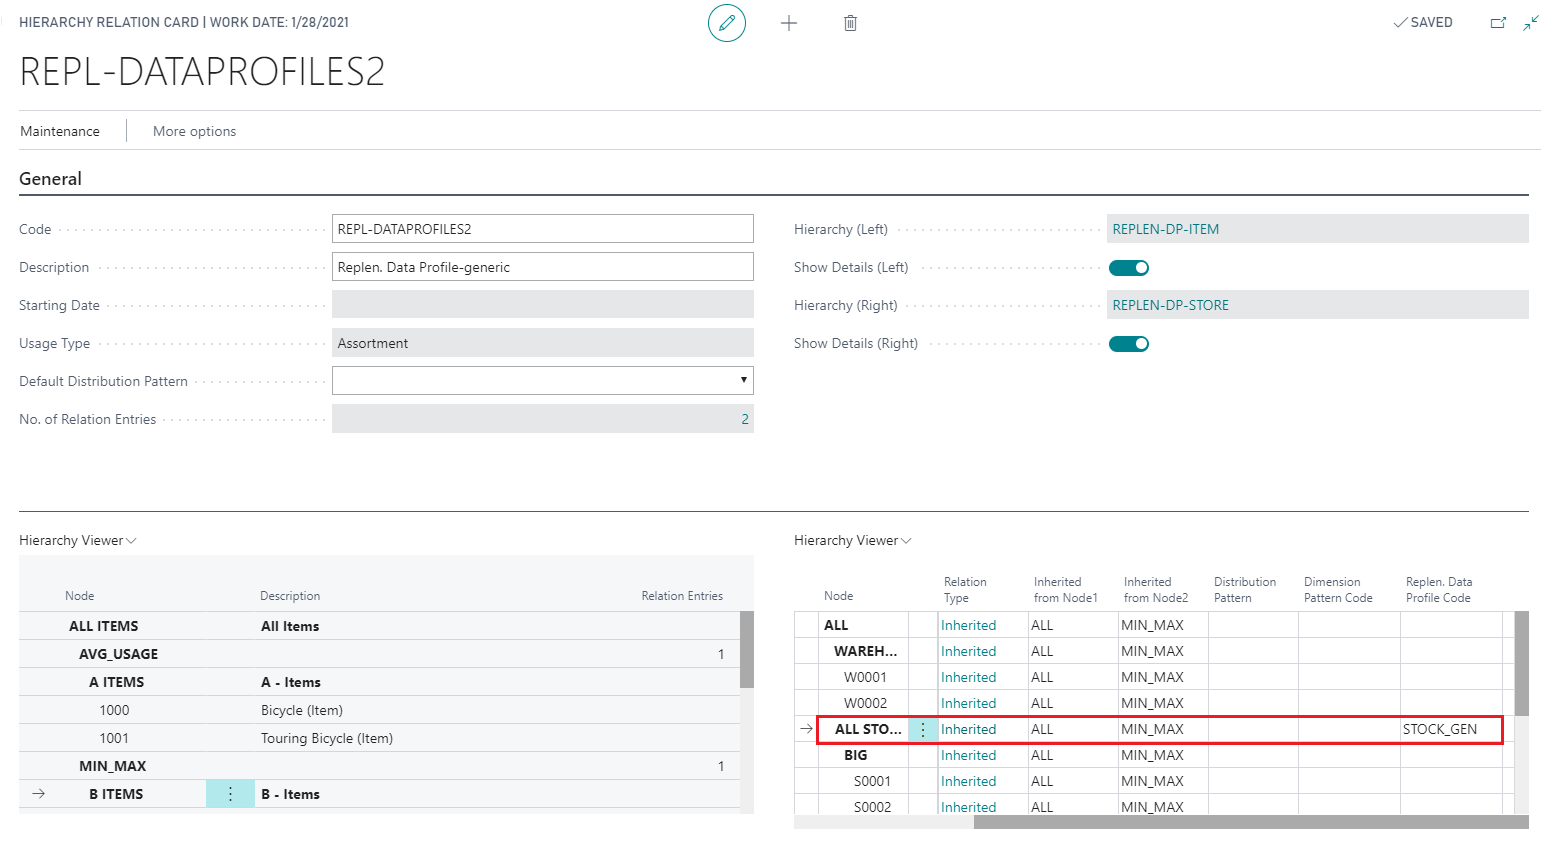 HIERARCHY RELATION CARD | WORK DATE: 1/28/2021
SAVED
REPL-DATAPROFILES2
Maintenance
More options
General
Code
REPL-DATAPROFILES2
Hierarchy (Left)
REPLEN-DP-ITEM
Description
Replen. Data Profile-generic
Show Details (Left)
Starting Date
Hierarchy (Right)
REPLEN-DP-STORE
Usage Type
Assortment
Show Details (Right)
Default Distribution Pattern
No. of Relation Entries
2
Hierarchy Viewer
Node Description Relation Entries
ALL ITEMS All Items
AVG_USAGE 1
A ITEMS A - Items
1000 Bicycle (Item)
1001 Touring Bicycle (Item)
MIN_MAX 1
B ITEMS B - Items
Hierarchy Viewer
Node Relation Type Inherited from Node1 Inherited from Node2 Distribution Pattern Dimension Pattern Code Replen. Data Profile Code
ALL Inherited ALL MIN_MAX
WAREH... Inherited ALL MIN_MAX
W0001 Inherited ALL MIN_MAX
W0002 Inherited ALL MIN_MAX
ALL STO... Inherited ALL MIN_MAX STOCK_GEN
BIG Inherited ALL MIN_MAX
S0001 Inherited ALL MIN_MAX
S0002 Inherited ALL MIN_MAX